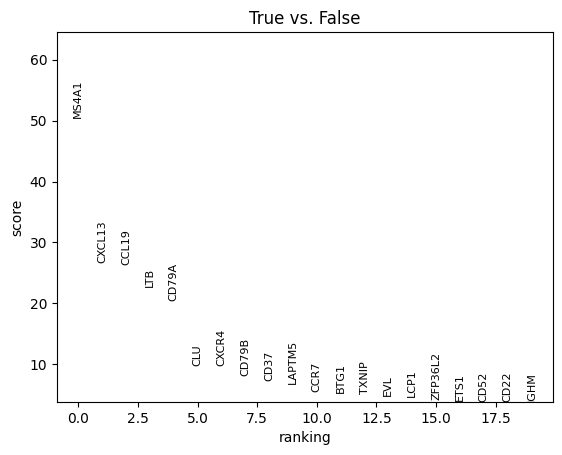 True vs. False
score
60
50
40
30
20
10
MS4A1
CXCL13
CCL19
LTB
CD79A
CLU
CXCR4
CD79B
CD37
LAPTM5
CCR7
BTG1
TXNIP
EVL
LCP1
ZFP36L2
ETS1
CD52
CD22
IGHM
0.0 2.5 5.0 7.5 10.0 12.5 15.0 17.5
ranking